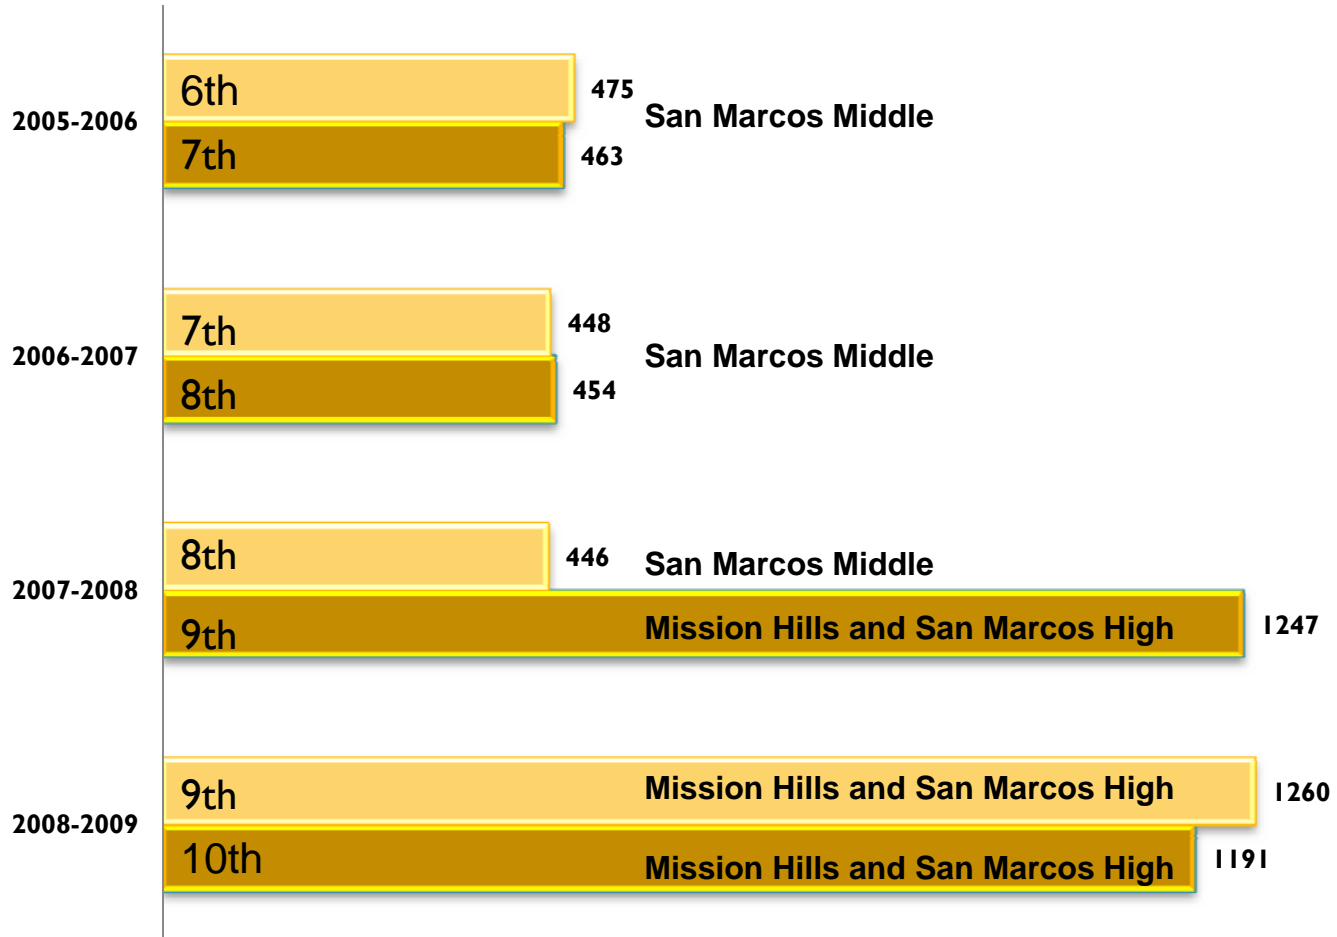 2005-2006
6th
475
San Marcos Middle
7th
463
2006-2007
7th
448
San Marcos Middle
8th
454
2007-2008
8th
446
San Marcos Middle
9th
Mission Hills and San Marcos High
1247
2008-2009
9th
Mission Hills and San Marcos High
1260
10th
Mission Hills and San Marcos High
1191